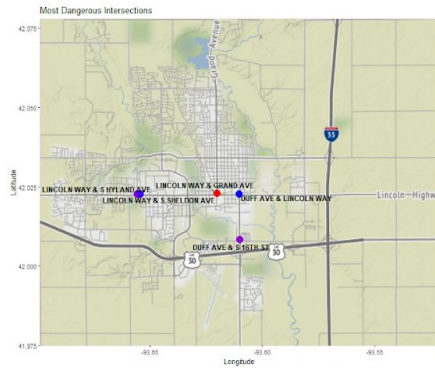 Most Dangerous Intersections
42.075
Grand Avenue
42.050
35
Latitude
LINCOLN WAY & S HYLAND AVE
LINCOLN WAY & GRAND AVE
42.025
Lincoln Highway
LINCOLN WAY & S SHELDON AVE
DUFF AVE & LINCOLN WAY
DUFF AVE & S 16TH ST
42.000
30
30
41.975
-93.65
-93.60
-93.55
Longitude